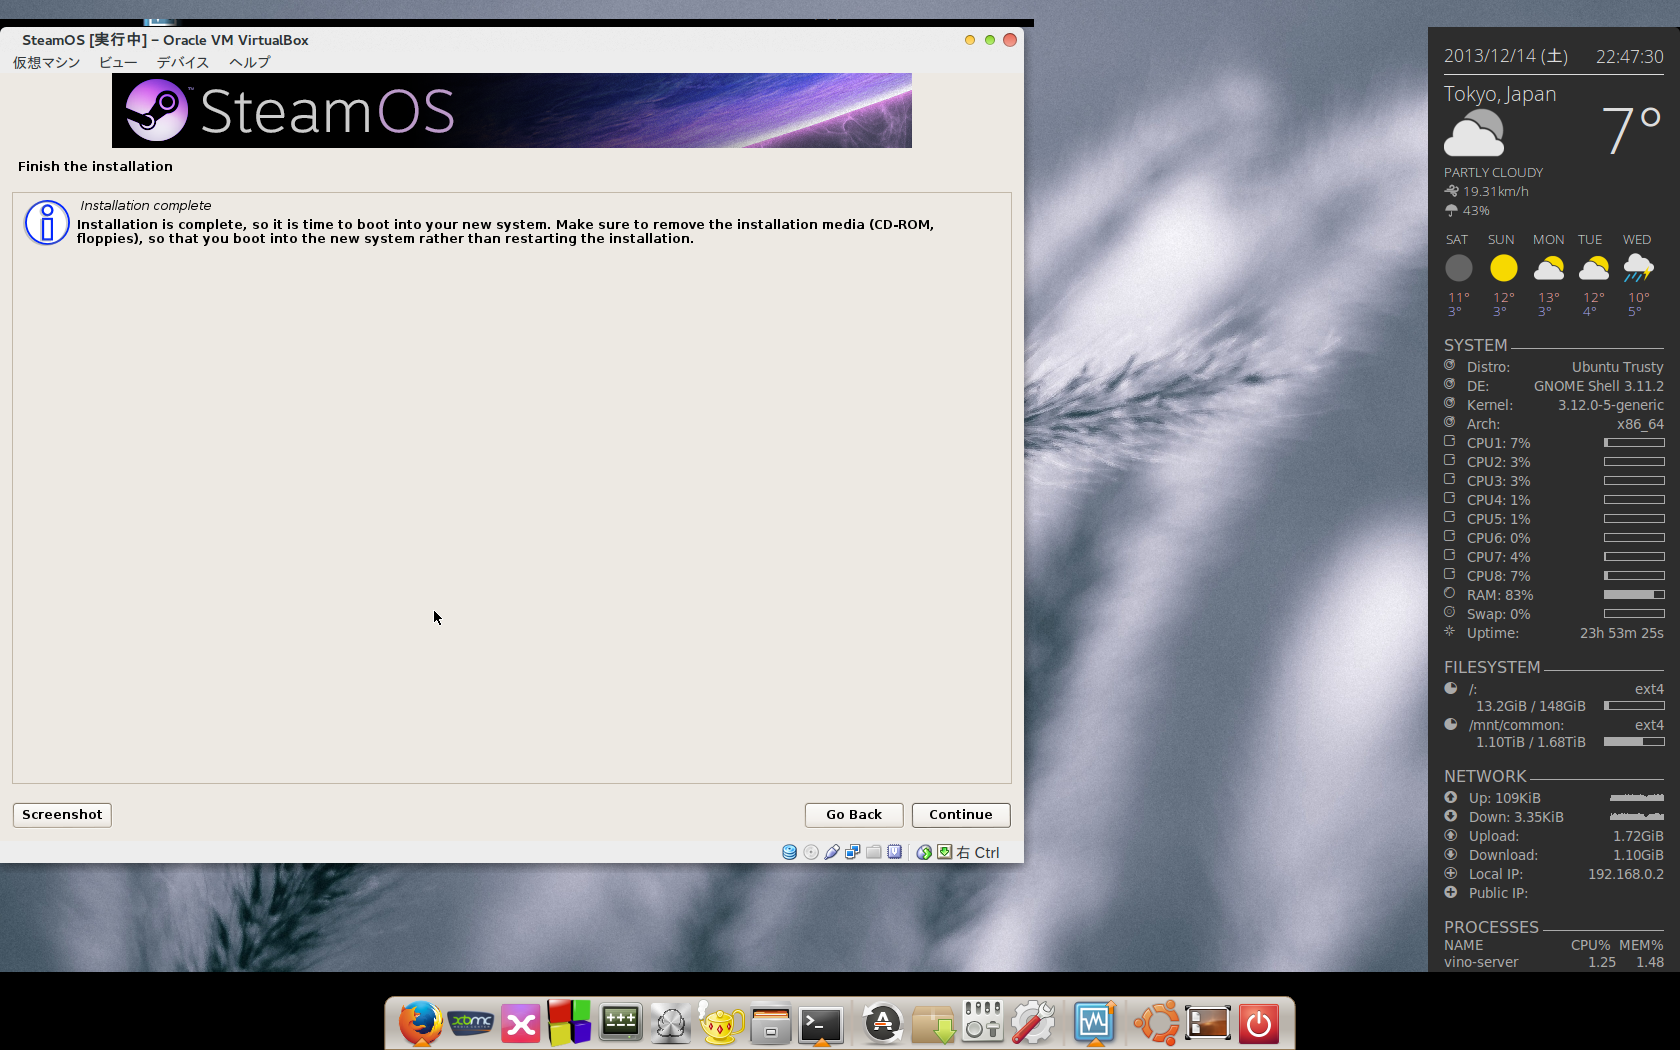 SteamOS [実行中] – Oracle VM VirtualBox
仮想マシン ビュー デバイス ヘルプ
SteamOS ™
Finish the installation
Installation complete
Installation is complete, so it is time to boot into your new system. Make sure to remove the installation media (CD-ROM,
floppies), so that you boot into the new system rather than restarting the installation.
Screenshot
Go Back
Continue
右 Ctrl
2013/12/14 (土) 22:47:30
Tokyo, Japan
7°
PARTLY CLOUDY
19.31km/h
43%
SAT SUN MON TUE WED
11° 12° 13° 12° 10°
3° 3° 3° 4° 5°
SYSTEM
Distro: Ubuntu Trusty
DE: GNOME Shell 3.11.2
Kernel: 3.12.0-5-generic
Arch: x86_64
CPU1: 7%
CPU2: 3%
CPU3: 3%
CPU4: 1%
CPU5: 1%
CPU6: 0%
CPU7: 4%
CPU8: 7%
RAM: 83%
Swap: 0%
Uptime: 23h 53m 25s
FILESYSTEM
/: ext4
13.2GiB / 148GiB
/mnt/common: ext4
1.10TiB / 1.68TiB
NETWORK
Up: 109KiB
Down: 3.35KiB
Upload: 1.72GiB
Download: 1.10GiB
Local IP: 192.168.0.2
Public IP:
PROCESSES
NAME CPU% MEM%
vino-server 1.25 1.48
xbmc